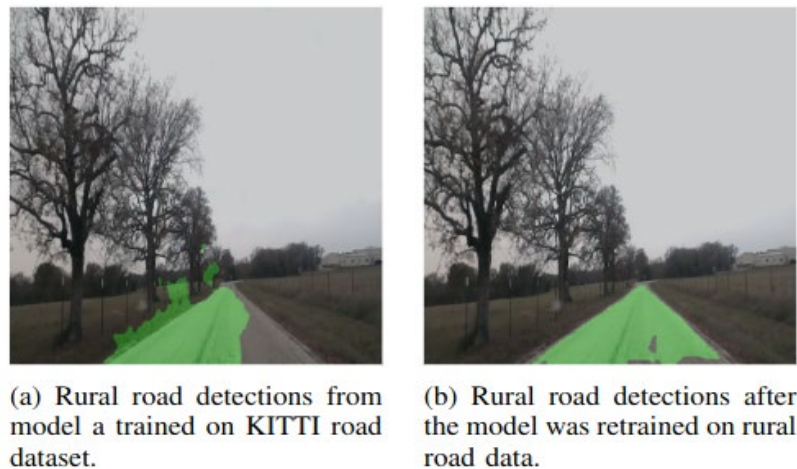 (a) Rural road detections from
model a trained on KITTI road
dataset.
(b) Rural road detections after
the model was retrained on rural
road data.